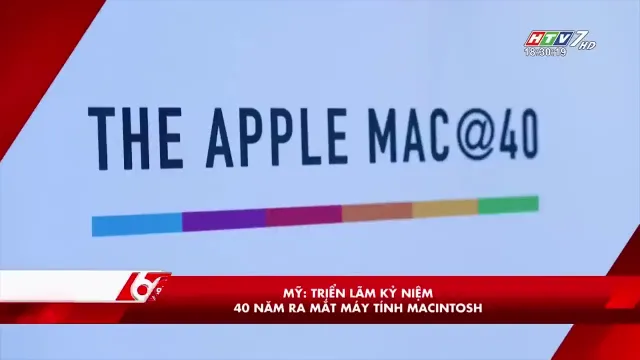 HTV7 HD
18:30:19
THE APPLE MAC@40
MỸ: TRIỂN LÃM KỶ NIỆM
40 NĂM RA MẮT MÁY TÍNH MACINTOSH